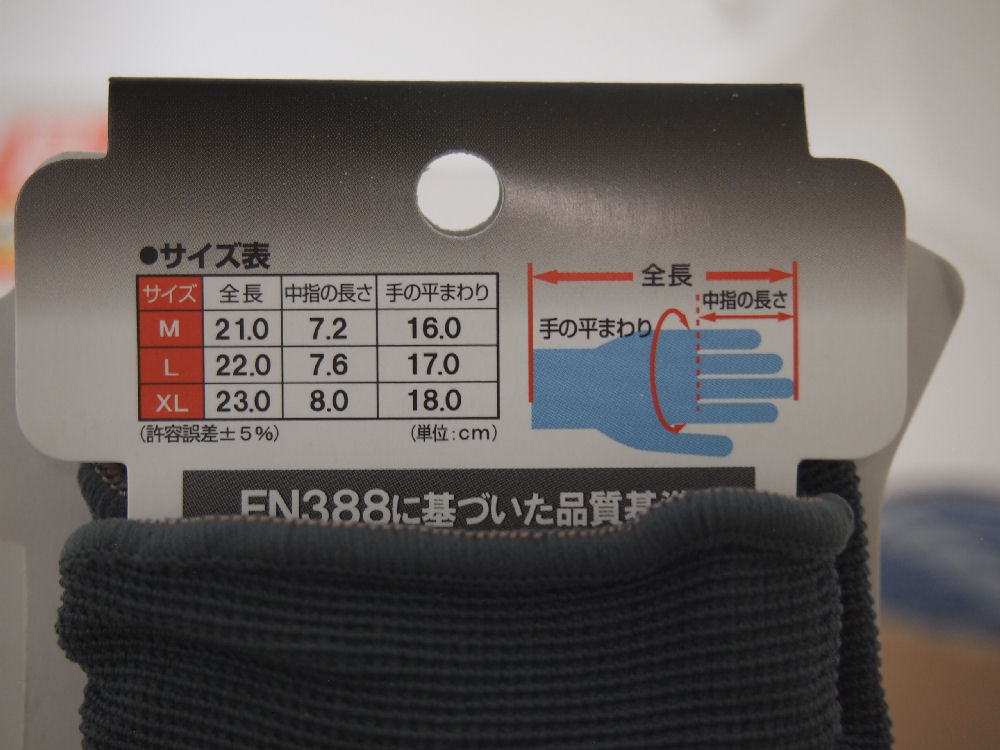 ●サイズ表
サイズ 全長 中指の長さ 手の平まわり
M 21.0 7.2 16.0
L 22.0 7.6 17.0
XL 23.0 8.0 18.0
(許容誤差±5%) (単位:cm)
全長
中指の長さ
手の平まわり
EN388に基づいた品質基準